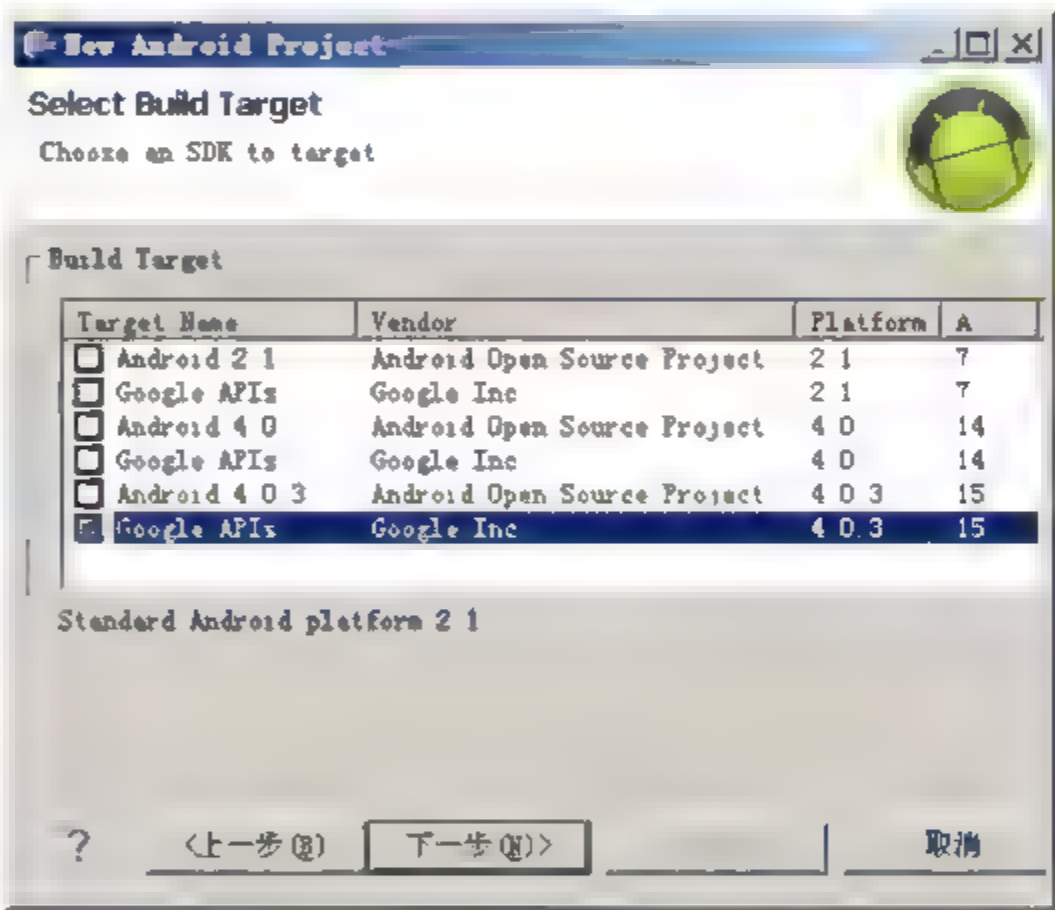 New Android Project
Select Build Target
Choose an SDK to target
Build Target
Target Name Vendor Platform A
Android 2 1 Android Open Source Project 2 1 7
Google APIs Google Inc 2 1 7
Android 4 0 Android Open Source Project 4 0 14
Google APIs Google Inc 4 0 14
Android 4 0 3 Android Open Source Project 4 0 3 15
Google APIs Google Inc 4 0.3 15
Standard Android platform 2 1
? <上一步(B) 下一步(N)> 取消